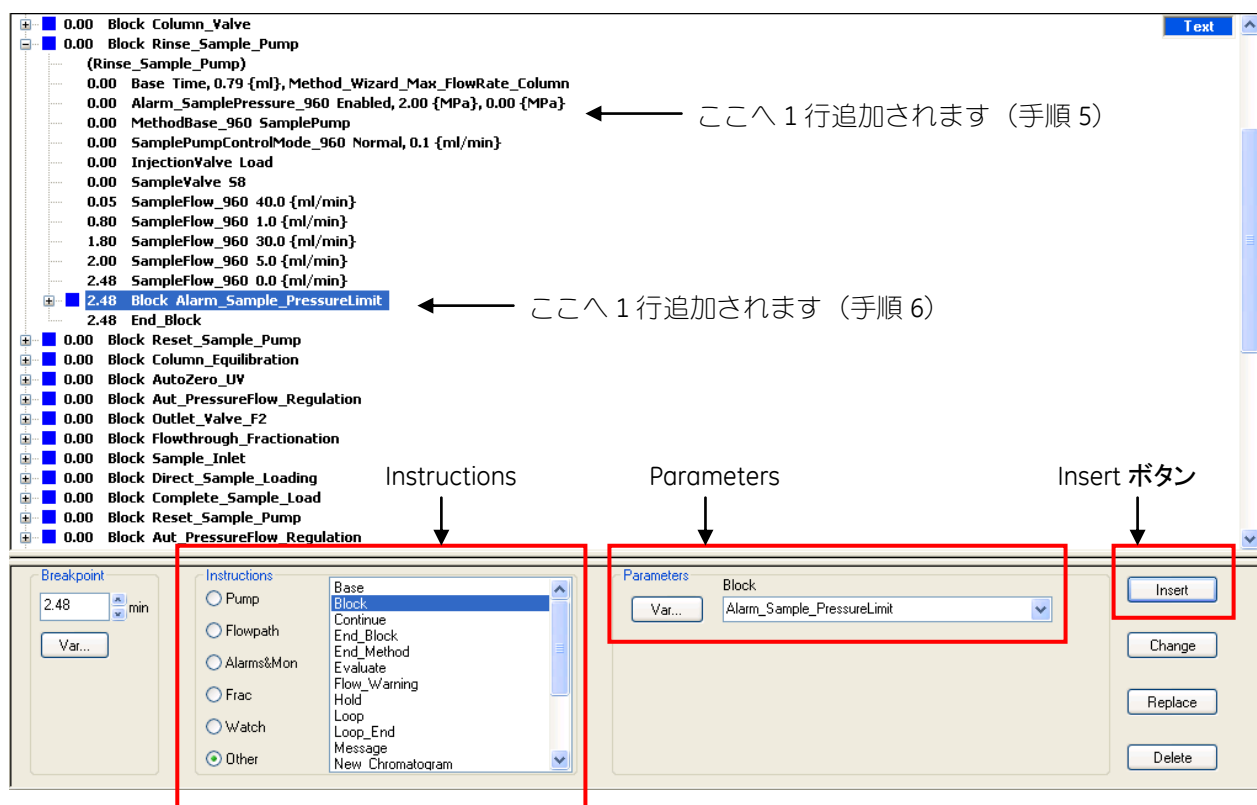 0.00 Block Column_Valve
Text
0.00 Block Rinse_Sample_Pump
(Rinse_Sample_Pump)
0.00 Base Time, 0.79 {ml}, Method_Wizard_Max_FlowRate_Column
0.00 Alarm_SamplePressure_960 Enabled, 2.00 {MPa}, 0.00 {MPa}
ここへ 1 行追加されます（手順 5）
0.00 MethodBase_960 SamplePump
0.00 SamplePumpControlMode_960 Normal, 0.1 {ml/min}
0.00 InjectionValve Load
0.00 SampleValve S8
0.05 SampleFlow_960 40.0 {ml/min}
0.80 SampleFlow_960 1.0 {ml/min}
1.80 SampleFlow_960 30.0 {ml/min}
2.00 SampleFlow_960 5.0 {ml/min}
2.48 SampleFlow_960 0.0 {ml/min}
2.48 Block Alarm_Sample_PressureLimit
ここへ 1 行追加されます（手順 6）
2.48 End_Block
0.00 Block Reset_Sample_Pump
0.00 Block Column_Equilibration
0.00 Block AutoZero_UV
0.00 Block Aut_PressureFlow_Regulation
0.00 Block Outlet_Valve_F2
0.00 Block Flowthrough_Fractionation
0.00 Block Sample_Inlet
0.00 Block Direct_Sample_Loading
0.00 Block Complete_Sample_Load
0.00 Block Reset_Sample_Pump
0.00 Block Aut_PressureFlow_Regulation
Instructions
Parameters
Insert ボタン
Breakpoint
2.48 min
Var...
Instructions
Pump
Flowpath
Alarms&Mon
Frac
Watch
Other
Base
Block
Continue
End_Block
End_Method
Evaluate
Flow_Warning
Hold
Loop
Loop_End
Message
New_Chromatogram
Parameters
Block
Var...
Alarm_Sample_PressureLimit
Insert
Change
Replace
Delete